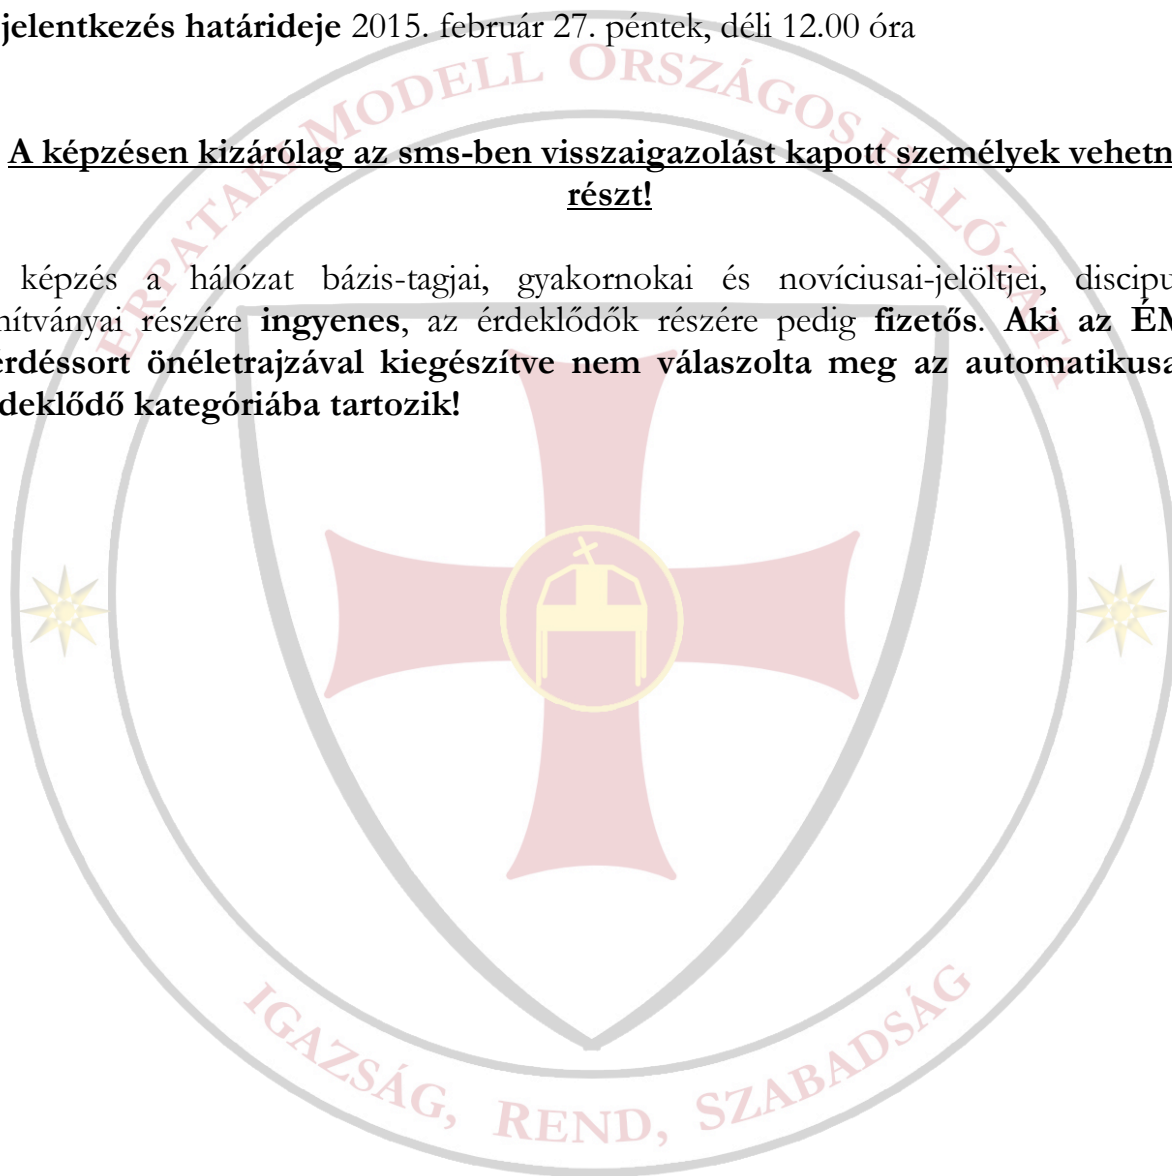 jelentkezés határideje 2015. február 27. péntek, déli 12.00 óra
A képzésen kizárólag az sms-ben visszaigazolást kapott személyek vehetn
részt!
képzés a hálózat bázis-tagjai, gyakornokai és novíciusai-jelöltjei, discipu
nítványai részére ingyenes, az érdeklődők részére pedig fizetős. Aki az ÉM
érdéssort önéletrajzával kiegészítve nem válaszolta meg az automatikusa
deklődő kategóriába tartozik!
ÉRPATAKI MODELL ORSZÁGOS HÁLÓZATI
IGAZSÁG, REND, SZABADSÁG